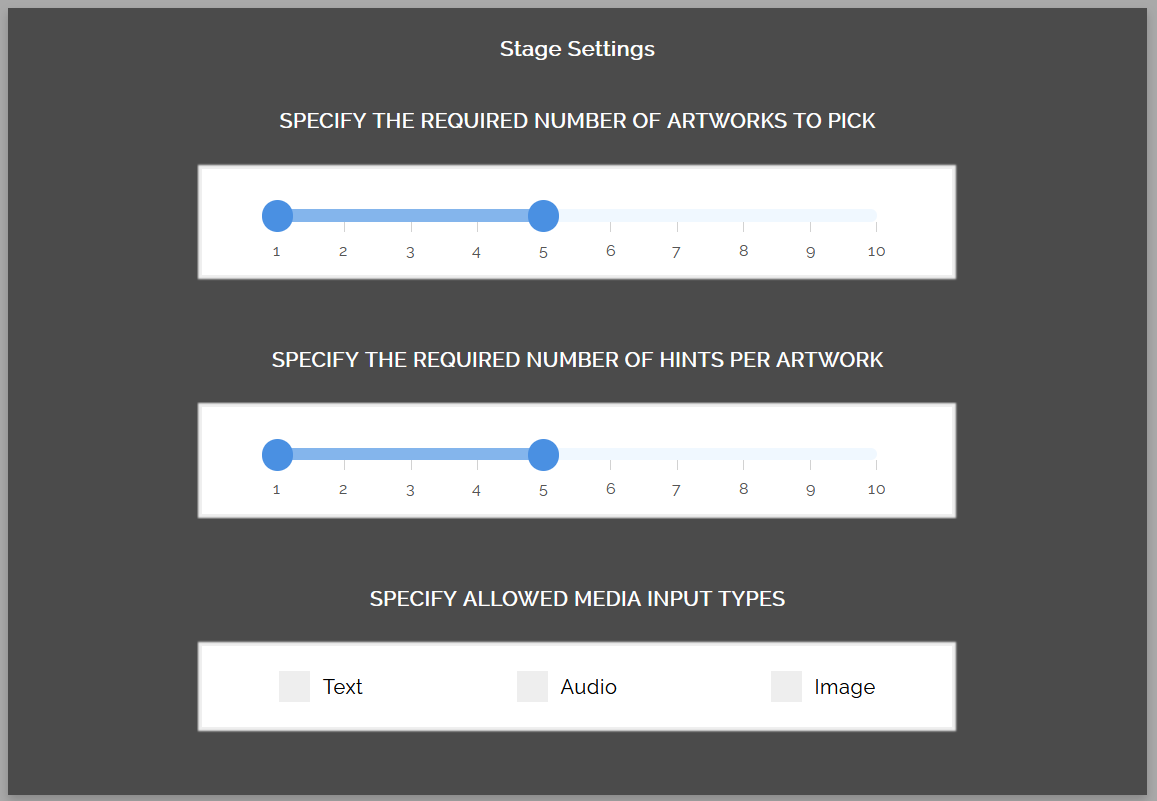 Stage Settings
SPECIFY THE REQUIRED NUMBER OF ARTWORKS TO PICK
1 2 3 4 5 6 7 8 9 10
SPECIFY THE REQUIRED NUMBER OF HINTS PER ARTWORK
1 2 3 4 5 6 7 8 9 10
SPECIFY ALLOWED MEDIA INPUT TYPES
Text Audio Image